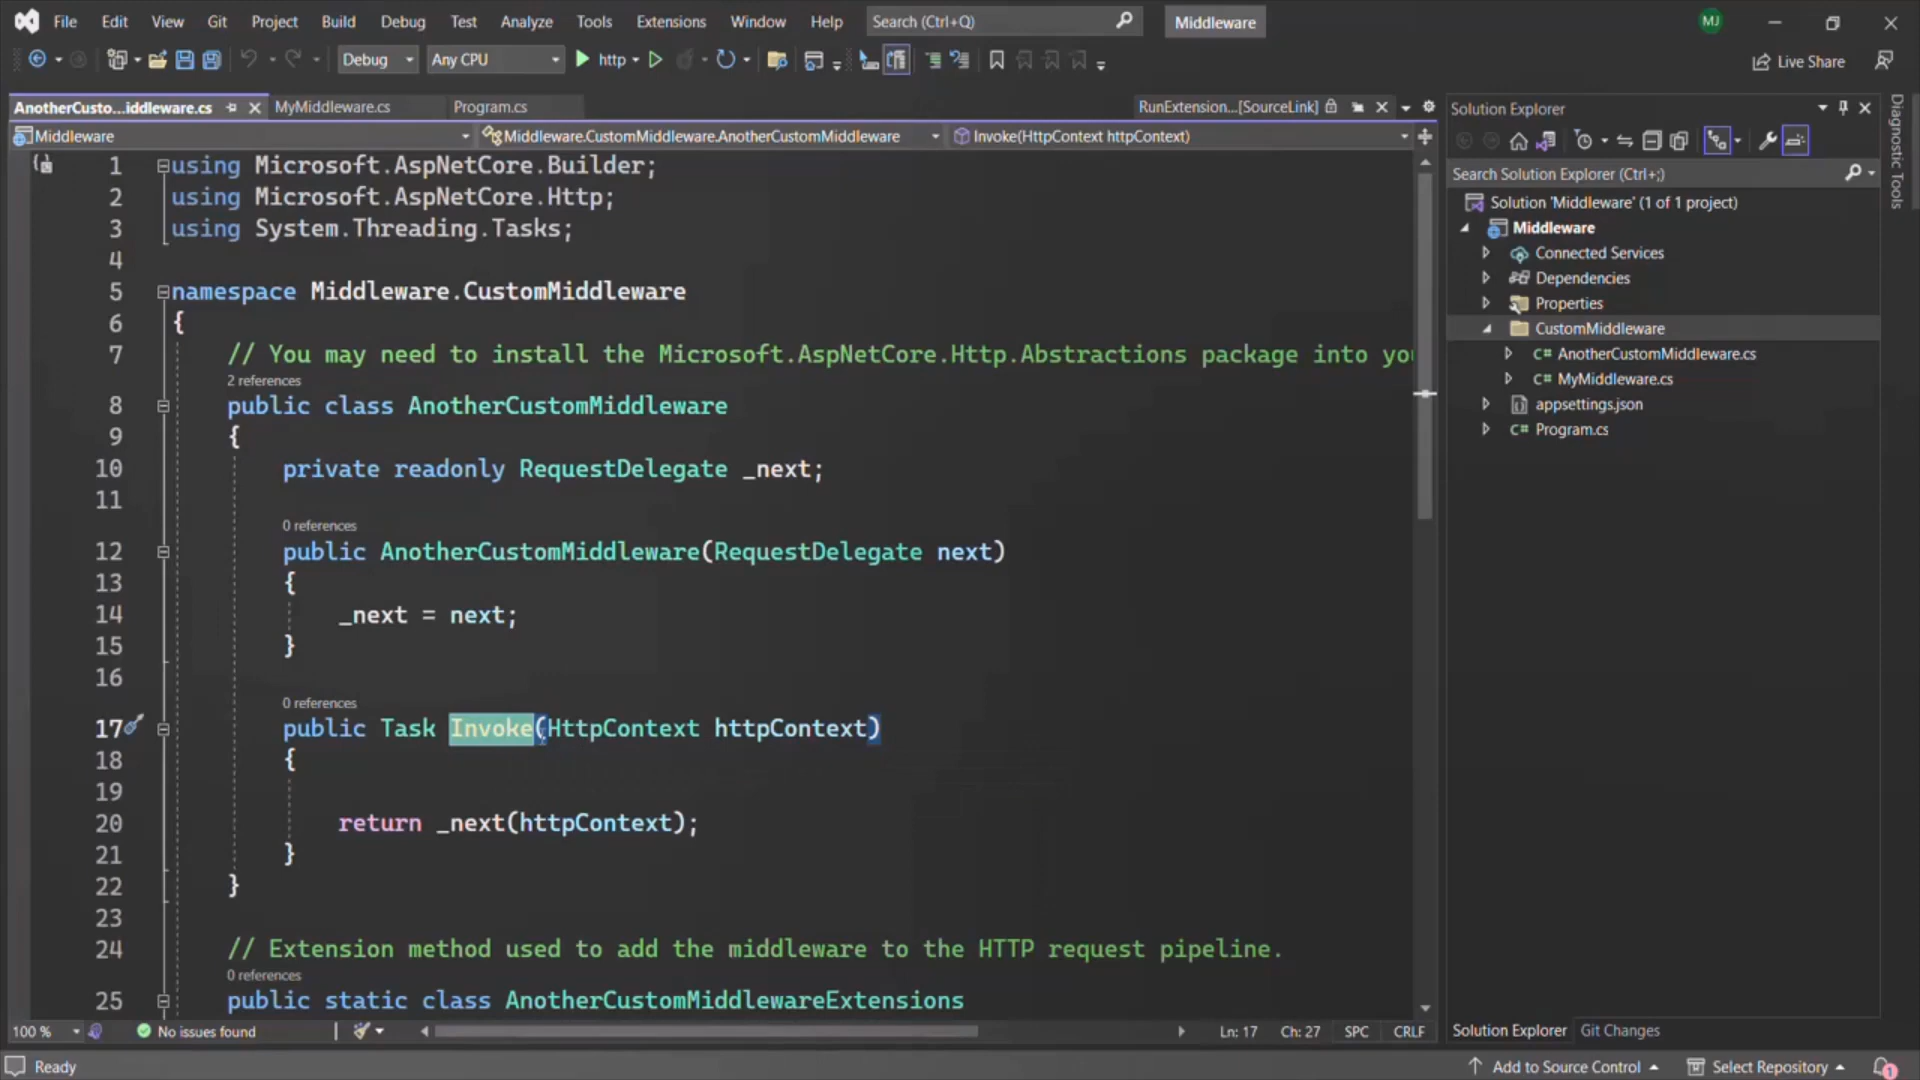 File Edit View Git Project Build Debug Test Analyze Tools Extensions Window Help Search (Ctrl+Q) Middleware MJ
Debug Any CPU http Live Share
AnotherCusto...iddleware.cs MyMiddleware.cs Program.cs RunExtension...[SourceLink]
Middleware Middleware.CustomMiddleware.AnotherCustomMiddleware Invoke(HttpContext httpContext)
1 using Microsoft.AspNetCore.Builder;
2 using Microsoft.AspNetCore.Http;
3 using System.Threading.Tasks;
4
5 namespace Middleware.CustomMiddleware
6 {
7 // You may need to install the Microsoft.AspNetCore.Http.Abstractions package into you
2 references
8 public class AnotherCustomMiddleware
9 {
10 private readonly RequestDelegate _next;
11
0 references
12 public AnotherCustomMiddleware(RequestDelegate next)
13 {
14 _next = next;
15 }
16
0 references
17 public Task Invoke(HttpContext httpContext)
18 {
19
20 return _next(httpContext);
21 }
22 }
23
24 // Extension method used to add the middleware to the HTTP request pipeline.
0 references
25 public static class AnotherCustomMiddlewareExtensions
100 % No issues found Ln: 17 Ch: 27 SPC CRLF
Solution Explorer
Search Solution Explorer (Ctrl+;)
Solution 'Middleware' (1 of 1 project)
Middleware
Connected Services
Dependencies
Properties
CustomMiddleware
C# AnotherCustomMiddleware.cs
C# MyMiddleware.cs
appsettings.json
C# Program.cs
Solution Explorer Git Changes
Diagnostic Tools
Ready Add to Source Control Select Repository 1